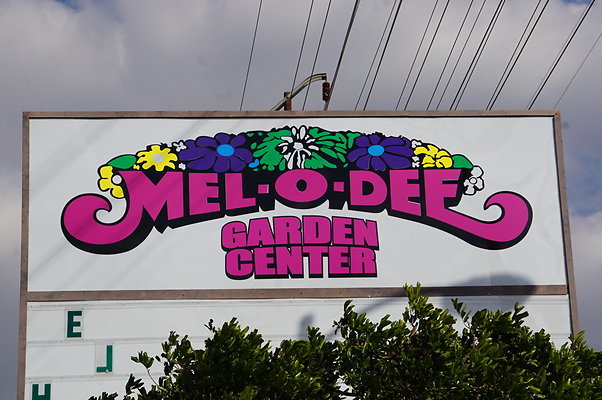 MEL-O-DEE
GARDEN
CENTER
E
L
H